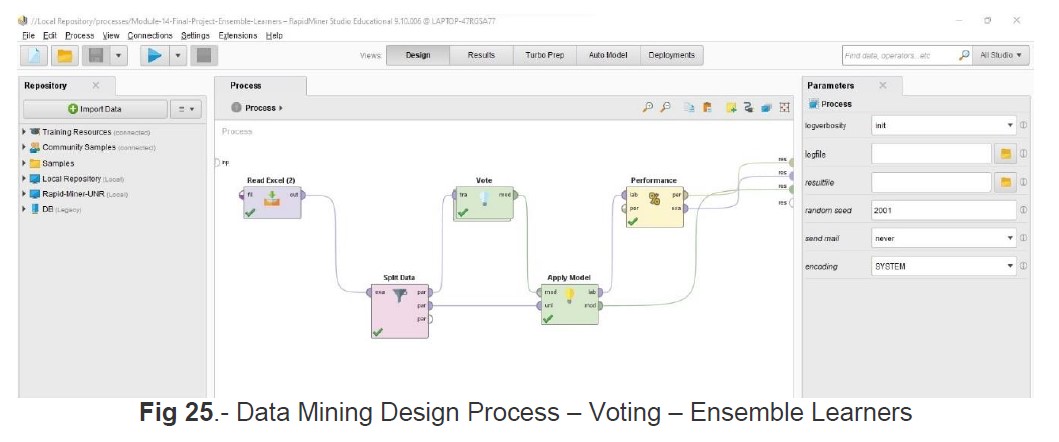 //Local Repository/processes/Module-14-Final-Project-Ensemble-Learners – RapidMiner Studio Educational 9.10.006 @ LAPTOP-47R0SA77
File Edit Process View Connections Settings Extensions Help
Views: Design Results Turbo Prep Auto Model Deployments
Find data, operators...etc All Studio
Repository
Import Data
Training Resources (connected)
Community Samples (connected)
Samples
Local Repository (Local)
Rapid-Miner-UNR (Local)
DB (Legacy)
Process
Process
Process
inp
Read Excel (2)
fil out
Vote
tra mod
Performance
lab per
per exa
Split Data
exa par
par
par
Apply Model
mod lab
unl mod
res
res
res
res
Parameters
Process
logverbosity init
logfile
resultfile
random seed 2001
send mail never
encoding SYSTEM
Fig 25.- Data Mining Design Process – Voting – Ensemble Learners